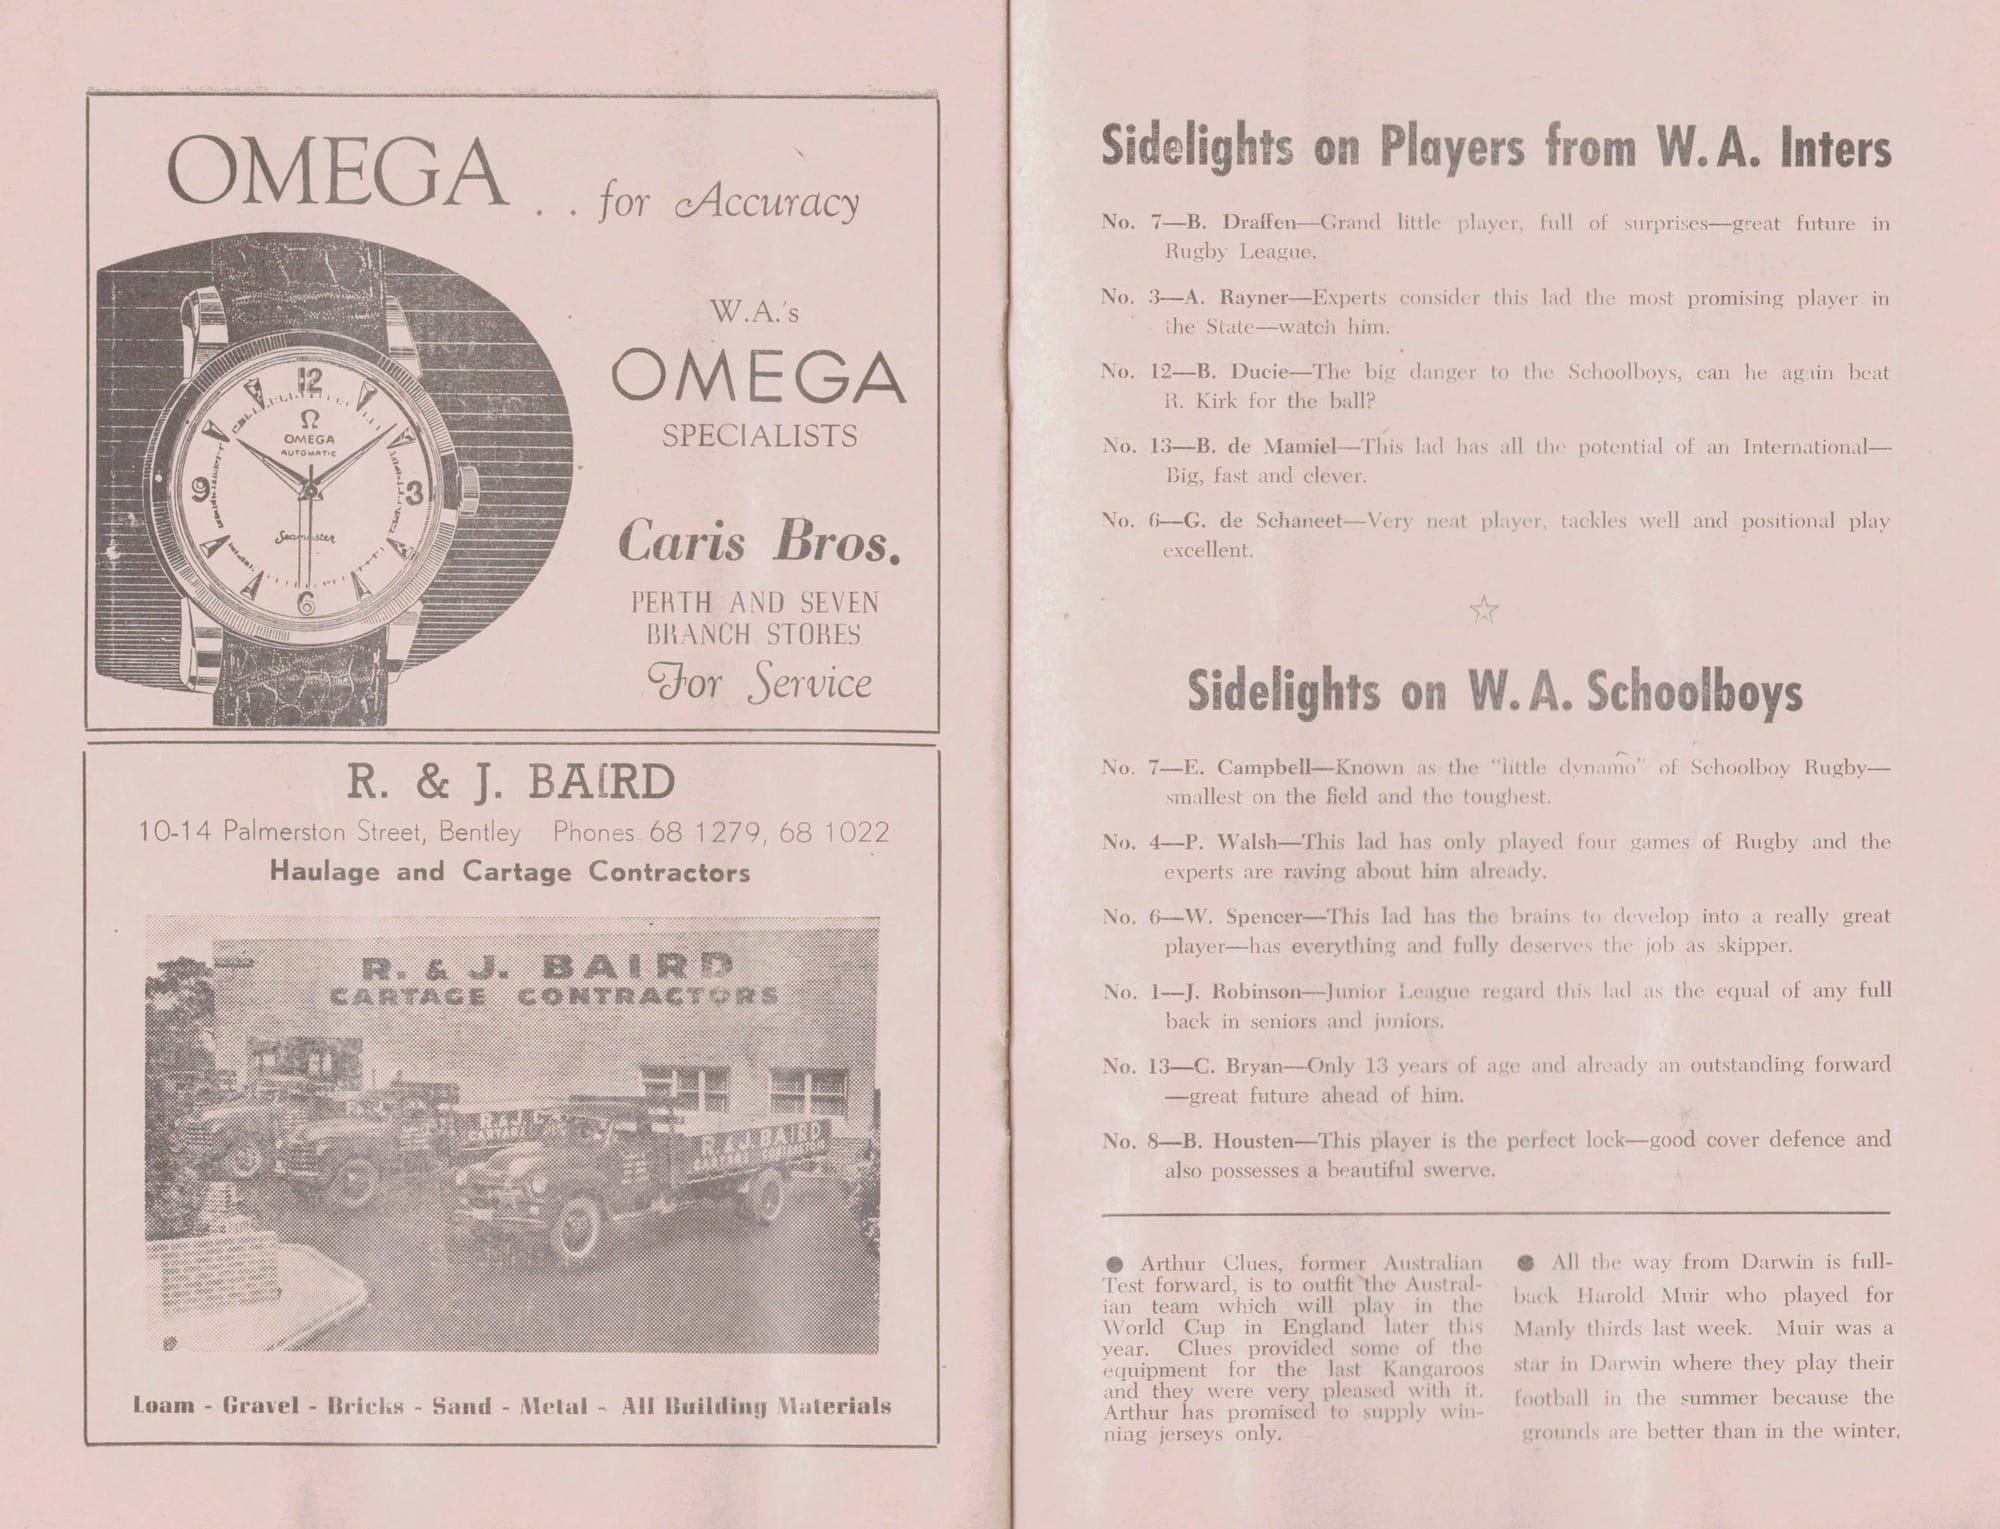 OMEGA . . for Accuracy
12
OMEGA
AUTOMATIC
9
3
Seamaster
6
W.A.'s
OMEGA
SPECIALISTS
Caris Bros.
PERTH AND SEVEN
BRANCH STORES
For Service
R. & J. BAIRD
10-14 Palmerston Street, Bentley Phones 68 1279, 68 1022
Haulage and Cartage Contractors
R. & J. BAIRD
CARTAGE CONTRACTORS
R. & J. BAIRD
CARTAGE CONTRACTORS
Loam - Gravel - Bricks - Sand - Metal - All Building Materials
Sidelights on Players from W.A. Inters
No. 7—B. Draffen—Grand little player, full of surprises—great future in
Rugby League.
No. 3—A. Rayner—Experts consider this lad the most promising player in
the State—watch him.
No. 12—B. Ducie—The big danger to the Schoolboys, can he again beat
R. Kirk for the ball?
No. 13—B. de Mamiel—This lad has all the potential of an International—
Big, fast and clever.
No. 6—G. de Schaneet—Very neat player, tackles well and positional play
excellent.
Sidelights on W.A. Schoolboys
No. 7—E. Campbell—Known as the "little dynamo" of Schoolboy Rugby—
smallest on the field and the toughest.
No. 4—P. Walsh—This lad has only played four games of Rugby and the
experts are raving about him already.
No. 6—W. Spencer—This lad has the brains to develop into a really great
player—has everything and fully deserves the job as skipper.
No. 1—J. Robinson—Junior League regard this lad as the equal of any full
back in seniors and juniors.
No. 13—C. Bryan—Only 13 years of age and already an outstanding forward
—great future ahead of him.
No. 8—B. Housten—This player is the perfect lock—good cover defence and
also possesses a beautiful swerve.
● Arthur Clues, former Australian
Test forward, is to outfit the Austral-
ian team which will play in the
World Cup in England later this
year. Clues provided some of the
equipment for the last Kangaroos
and they were very pleased with it.
Arthur has promised to supply win-
ning jerseys only.
● All the way from Darwin is full-
back Harold Muir who played for
Manly thirds last week. Muir was a
star in Darwin where they play their
football in the summer because the
grounds are better than in the winter.